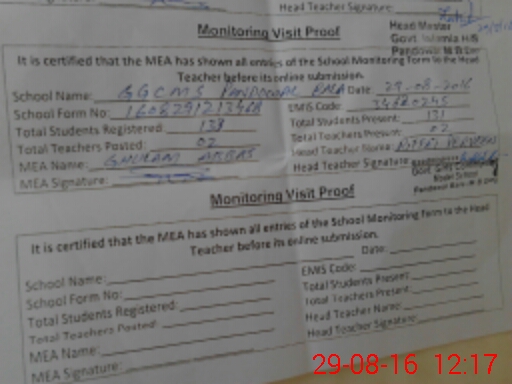 Head Teacher Signature:
Monitoring Visit Proof
Head Master
It is certified that the MEA has shown all entries of the School Monitoring Form to the Head
Teacher before its online submission.
School Name: GGCMS Date: 29-08-2016
School Form No: EMIS Code: 34620245
Total Students Registered: 139 Total Students Present: 131
Total Teachers Posted: 02 Total Teachers Present: 02
MEA Name: GHULAM ABBAS Head Teacher Name:
MEA Signature: Head Teacher Signature
Monitoring Visit Proof
It is certified that the MEA has shown all entries of the School Monitoring Form to the Head
Teacher before its online submission.
School Name: Date:
School Form No: EMIS Code:
Total Students Registered: Total Students Present:
Total Teachers Posted: Total Teachers Present:
MEA Name: Head Teacher Name:
MEA Signature: Head Teacher Signature:
29-08-16 12:17